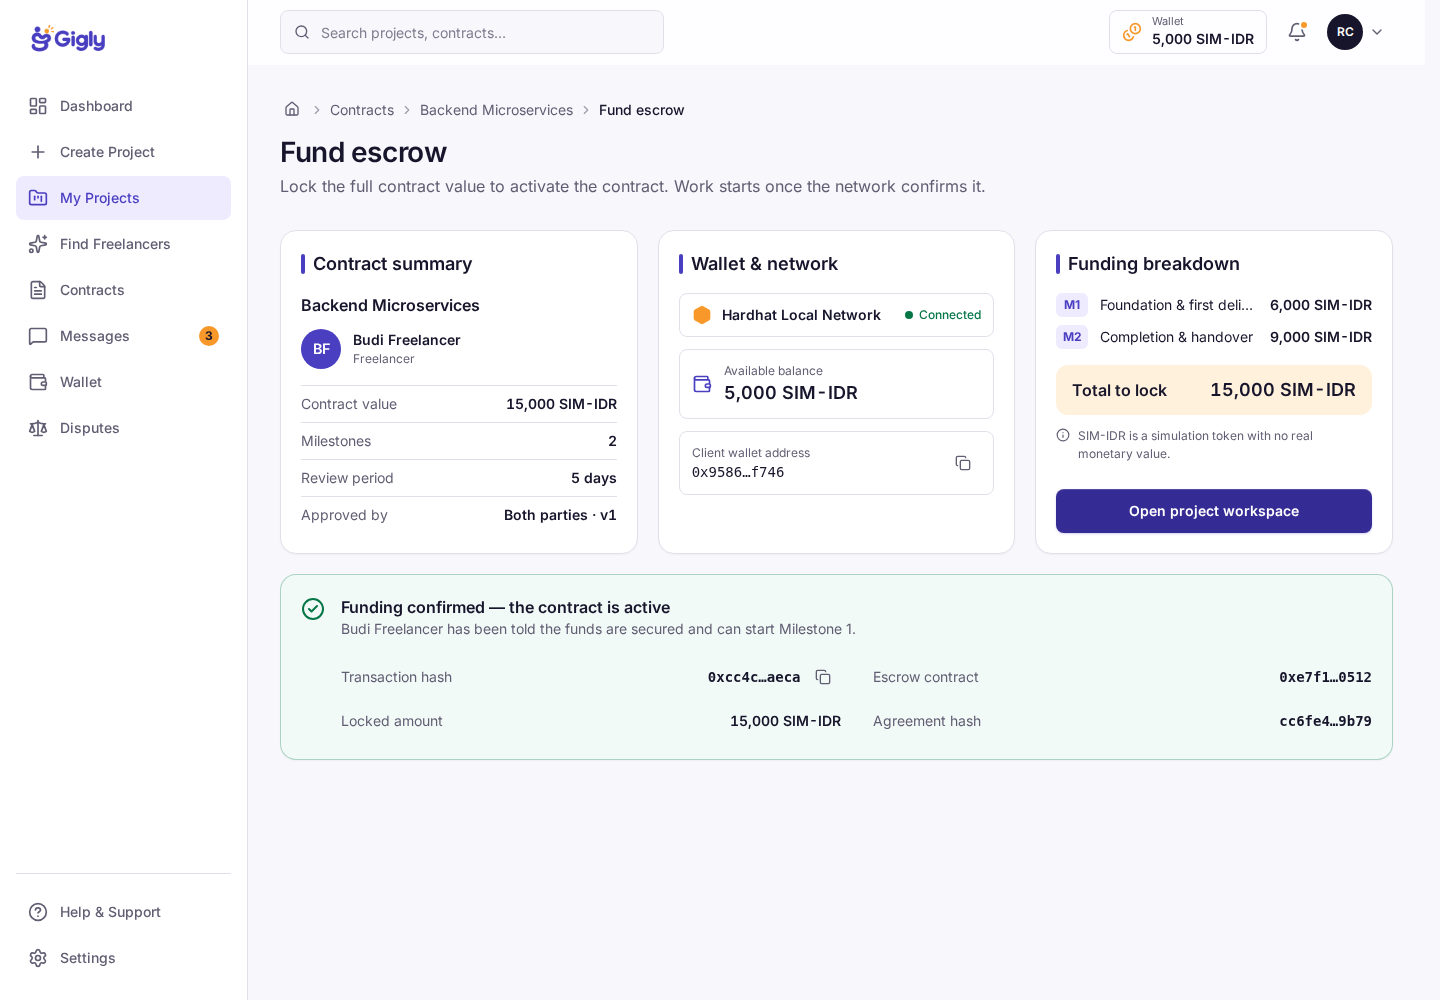 Gigly
Search projects, contracts...
Wallet
5,000 SIM-IDR
RC
Dashboard
Create Project
My Projects
Find Freelancers
Contracts
Messages
3
Wallet
Disputes
Help & Support
Settings
Contracts
Backend Microservices
Fund escrow
Fund escrow
Lock the full contract value to activate the contract. Work starts once the network confirms it.
Contract summary
Backend Microservices
BF
Budi Freelancer
Freelancer
Contract value
15,000 SIM-IDR
Milestones
2
Review period
5 days
Approved by
Both parties · v1
Wallet & network
Hardhat Local Network
Connected
Available balance
5,000 SIM-IDR
Client wallet address
0x9586…f746
Funding breakdown
M1
Foundation & first deli...
6,000 SIM-IDR
M2
Completion & handover
9,000 SIM-IDR
Total to lock
15,000 SIM-IDR
SIM-IDR is a simulation token with no real
monetary value.
Open project workspace
Funding confirmed — the contract is active
Budi Freelancer has been told the funds are secured and can start Milestone 1.
Transaction hash
0xcc4c…aeca
Escrow contract
0xe7f1…0512
Locked amount
15,000 SIM-IDR
Agreement hash
cc6fe4…9b79